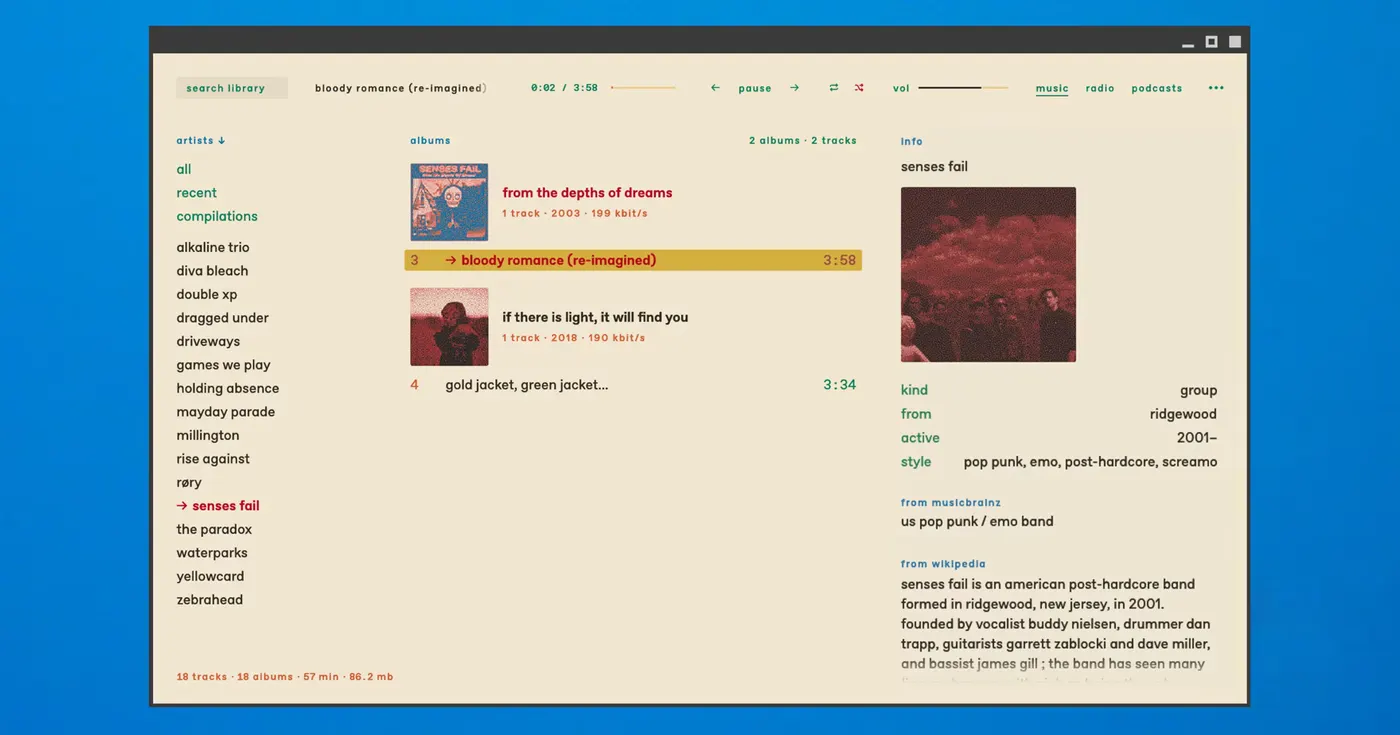 search library
bloody romance (re-imagined)
0:02 / 3:58
← pause →
vol
music radio podcasts •••
artists ↓
all
recent
compilations
alkaline trio
diva bleach
double xp
dragged under
driveways
games we play
holding absence
mayday parade
millington
rise against
røry
→ senses fail
the paradox
waterparks
yellowcard
zebrahead
18 tracks · 18 albums · 57 min · 86.2 mb
albums
2 albums · 2 tracks
SENSES FAIL
from the depths of dreams
1 track · 2003 · 199 kbit/s
3 → bloody romance (re-imagined) 3:58
if there is light, it will find you
1 track · 2018 · 190 kbit/s
4 gold jacket, green jacket... 3:34
info
senses fail
kind group
from ridgewood
active 2001–
style pop punk, emo, post-hardcore, screamo
from musicbrainz
us pop punk / emo band
from wikipedia
senses fail is an american post-hardcore band
formed in ridgewood, new jersey, in 2001.
founded by vocalist buddy nielsen, drummer dan
trapp, guitarists garrett zablocki and dave miller,
and bassist james gill ; the band has seen many